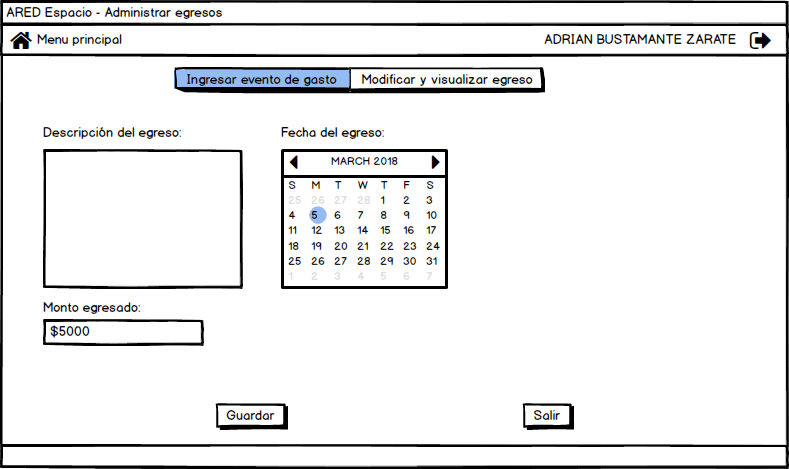 ARED Espacio - Administrar egresos
Menu principal
ADRIAN BUSTAMANTE ZARATE
Ingresar evento de gasto
Modificar y visualizar egreso
Descripción del egreso:
Fecha del egreso:
MARCH 2018
S M T W T F S
25 26 27 28 1 2 3
4 5 6 7 8 9 10
11 12 13 14 15 16 17
18 19 20 21 22 23 24
25 26 27 28 29 30 31
1 2 3 4 5 6 7
Monto egresado:
$5000
Guardar
Salir